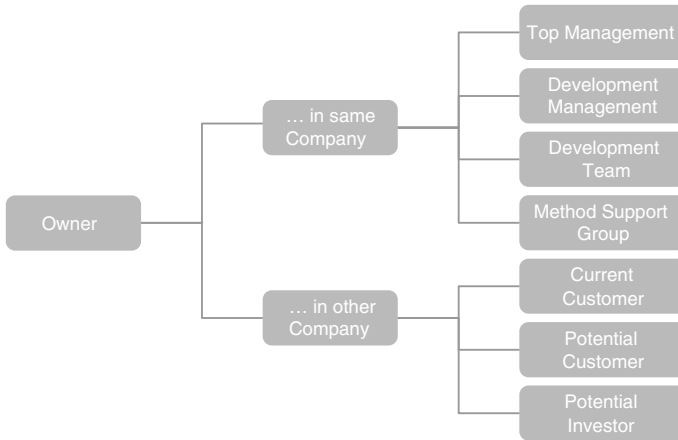 Owner
… in same
Company
… in other
Company
Top Management
Development
Management
Development
Team
Method Support
Group
Current
Customer
Potential
Customer
Potential
Investor